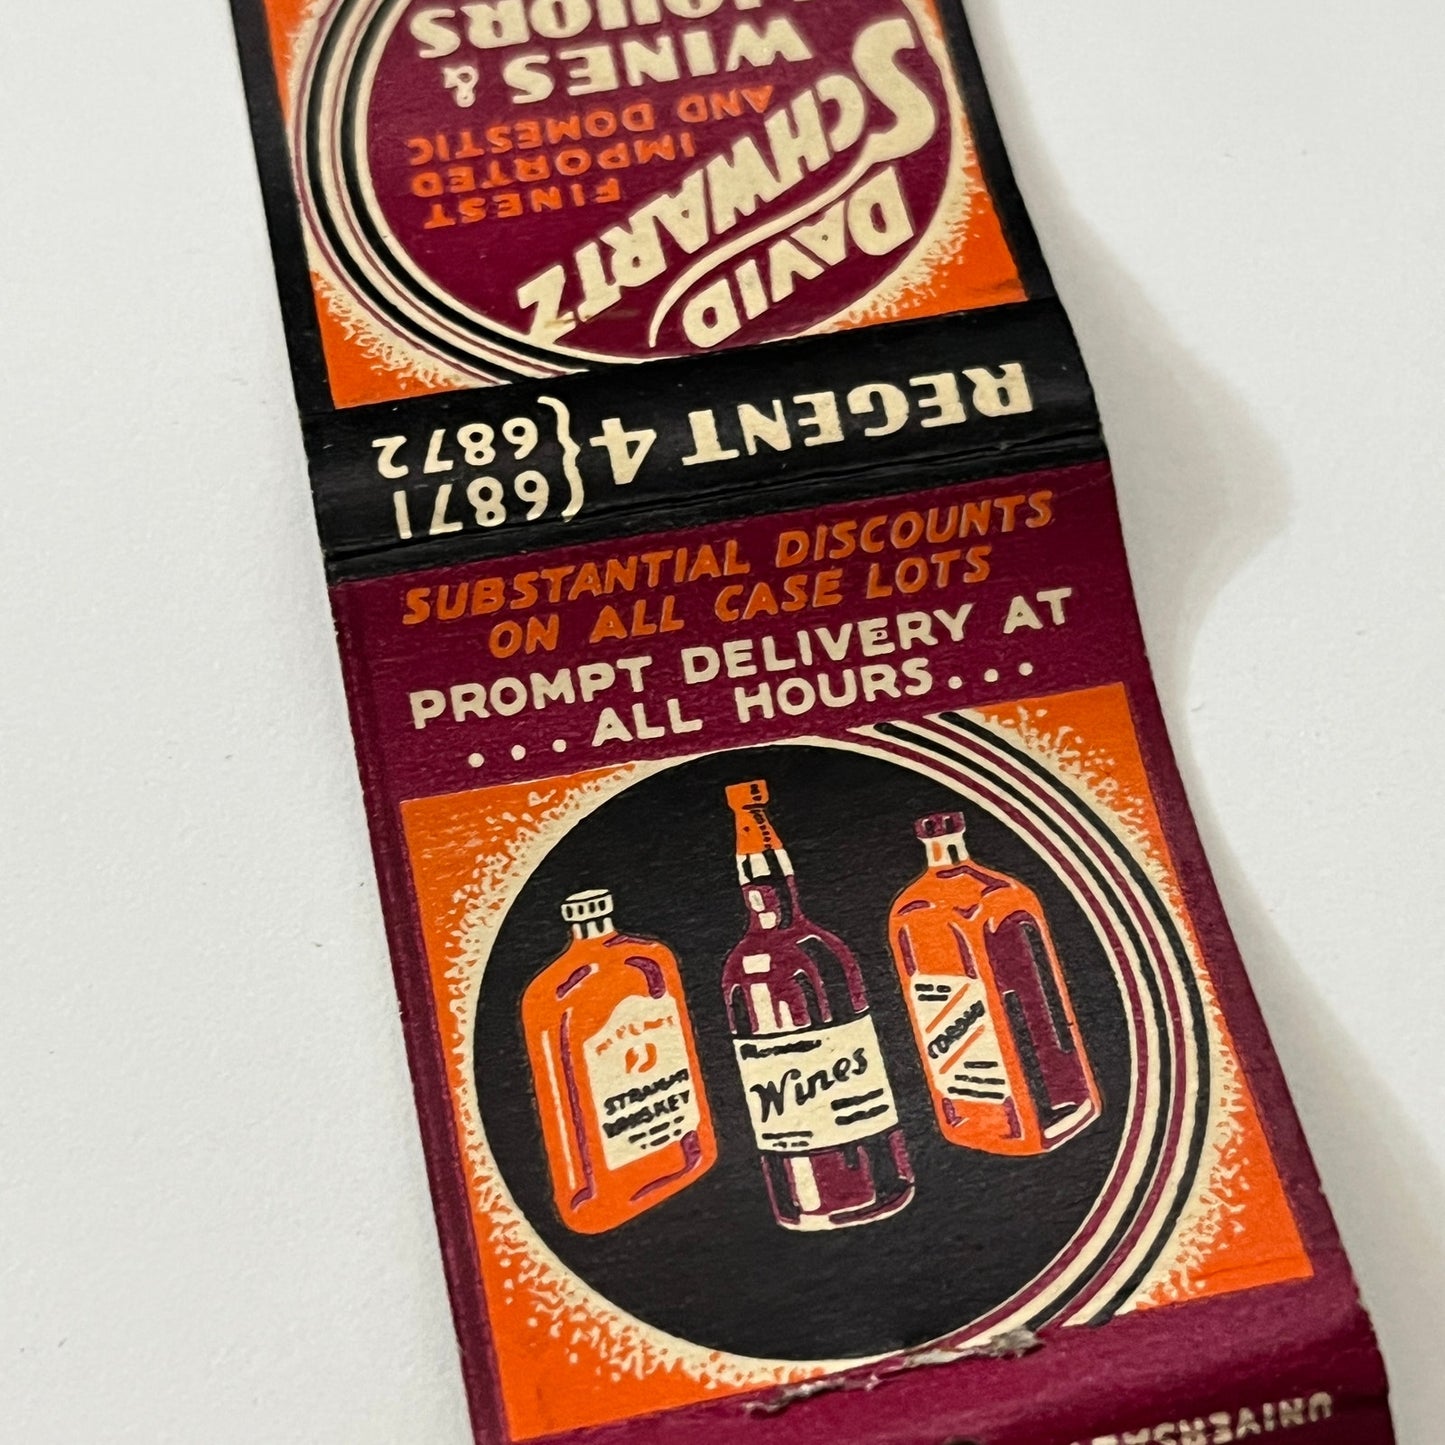 DAVID
SCHWARTZ
FINEST
IMPORTED
AND DOMESTIC
WINES &
LIQUORS
REGENT 4 {6871
6872
SUBSTANTIAL DISCOUNTS
ON ALL CASE LOTS
PROMPT DELIVERY AT
... ALL HOURS...
STRAIGHT
WHISKEY
Wines
CORDIAL